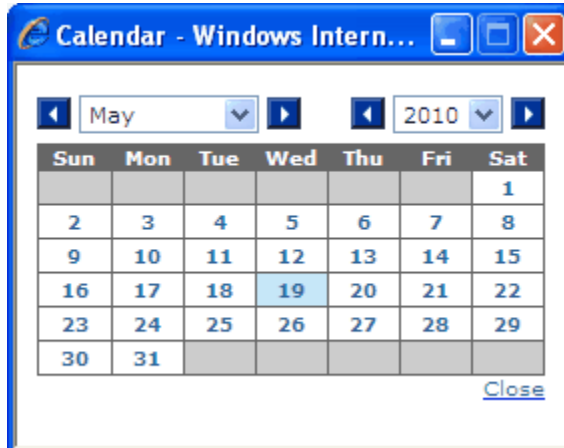 Calendar - Windows Intern...
May 2010
Sun Mon Tue Wed Thu Fri Sat
1
2 3 4 5 6 7 8
9 10 11 12 13 14 15
16 17 18 19 20 21 22
23 24 25 26 27 28 29
30 31
Close